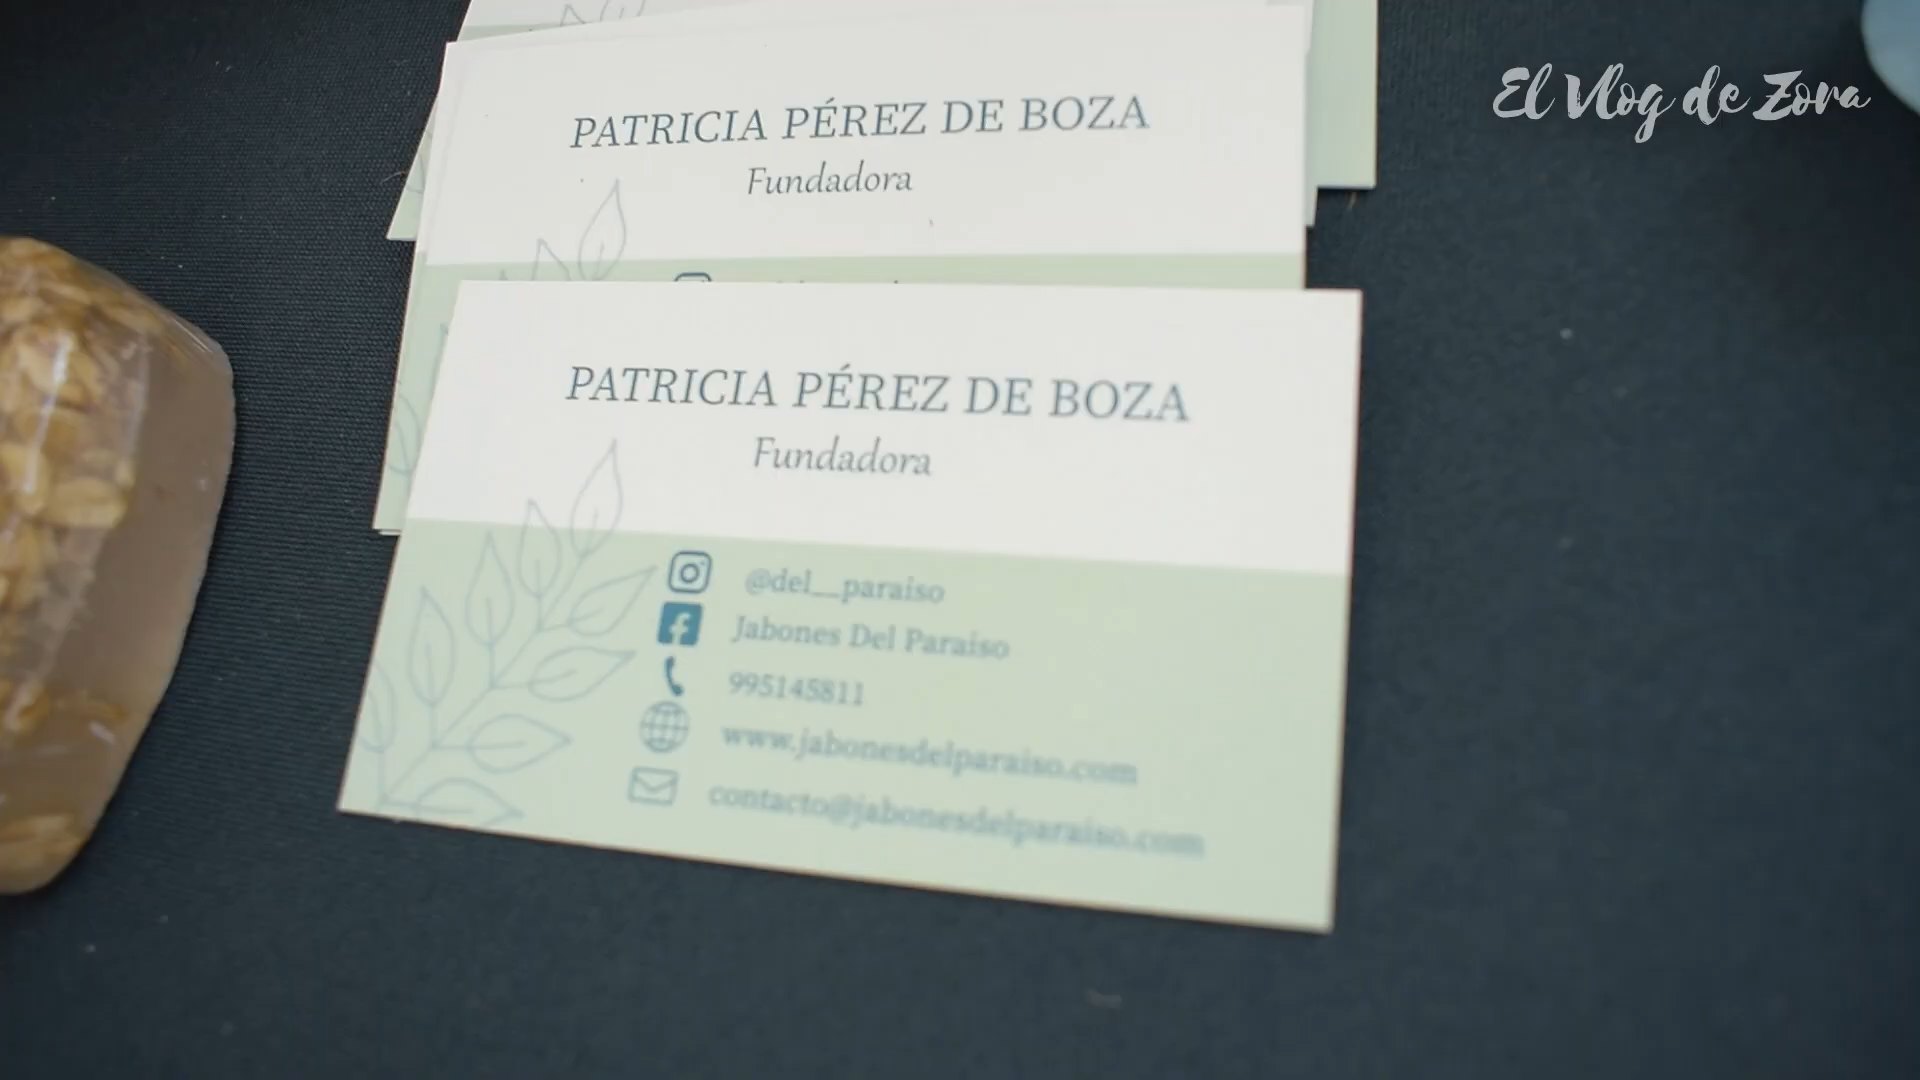 El Vlog de Zora
PATRICIA PÉREZ DE BOZA
Fundadora
PATRICIA PÉREZ DE BOZA
Fundadora
@del__paraiso
Jabones Del Paraiso
995145811
www.jabonesdelparaiso.com
contacto@jabonesdelparaiso.com